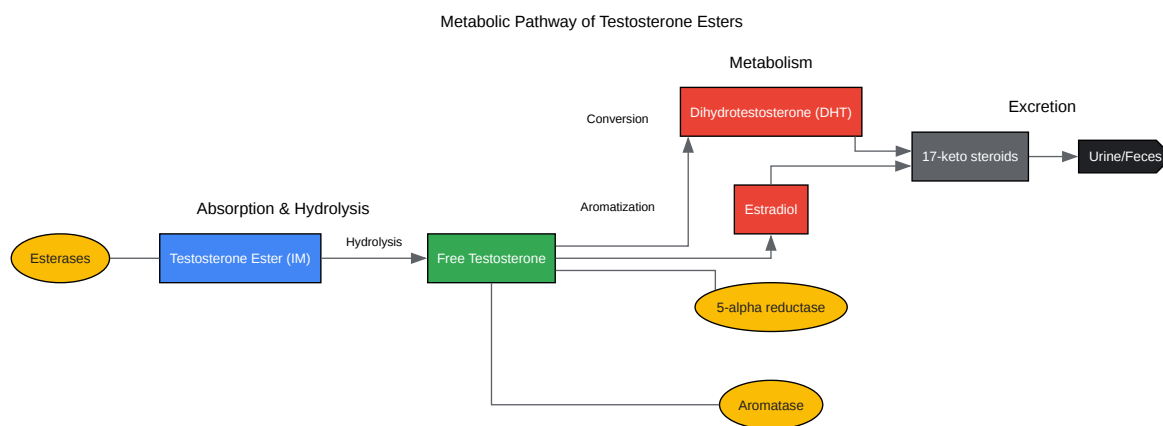 Metabolic Pathway of Testosterone Esters
Metabolism
Dihydrotestosterone (DHT)
Conversion
Excretion
17-keto steroids
Urine/Feces
Aromatization
Estradiol
Absorption & Hydrolysis
Hydrolysis
Esterases
Testosterone Ester (IM)
Free Testosterone
5-alpha reductase
Aromatase